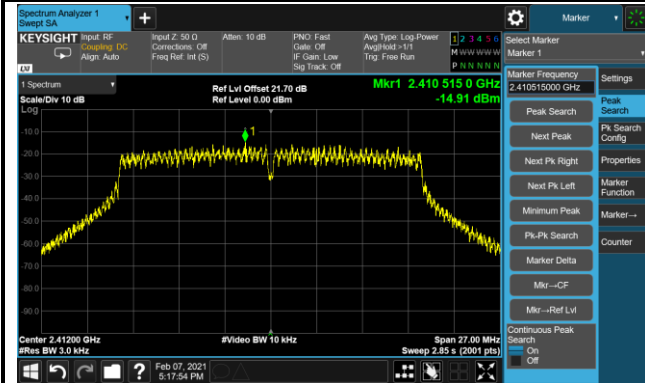 Spectrum Analyzer 1
Swept SA
Marker
KEYSIGHT Input: RF Input Z: 50 Ω Atten: 10 dB PNO: Fast Avg Type: Log-Power 1 2 3 4 5 6
Coupling: DC Corrections: Off Gate: Off Avg|Hold:>1/1 M W W W W W
Align: Auto Freq Ref: Int (S) IF Gain: Low Trig: Free Run
Sig Track: Off P N N N N N
LXI
Select Marker
Marker 1
1 Spectrum
Ref Lvl Offset 21.70 dB Mkr1 2.410 515 0 GHz
Scale/Div 10 dB Ref Level 0.00 dBm -14.91 dBm
Log
1
-10.0
-20.0
-30.0
-40.0
-50.0
-60.0
-70.0
-80.0
-90.0
Center 2.41200 GHz #Video BW 10 kHz Span 27.00 MHz
#Res BW 3.0 kHz Sweep 2.85 s (2001 pts)
Marker Frequency
2.410515000 GHz
Peak Search
Next Peak
Next Pk Right
Next Pk Left
Minimum Peak
Pk-Pk Search
Marker Delta
Mkr→CF
Mkr→Ref Lvl
Continuous Peak
Search
On
Off
Settings
Peak
Search
Pk Search
Config
Properties
Marker
Function
Marker→
Counter
Feb 07, 2021
5:17:54 PM